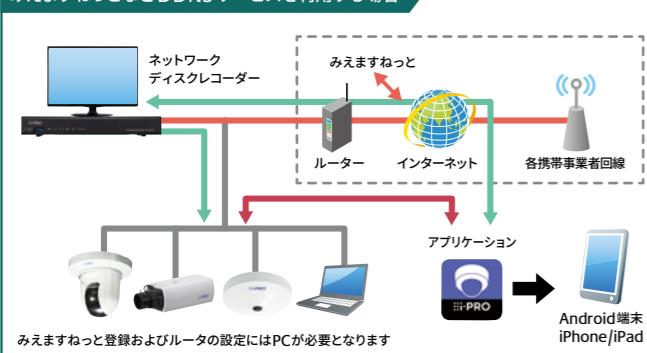 ネットワーク
ディスクレコーダー
みえますねっと
ルーター
インターネット
各携帯事業者回線
アプリケーション
i-PRO
i-PRO
Android端末
iPhone/iPad
みえますねっと登録およびルータの設定にはPCが必要となります